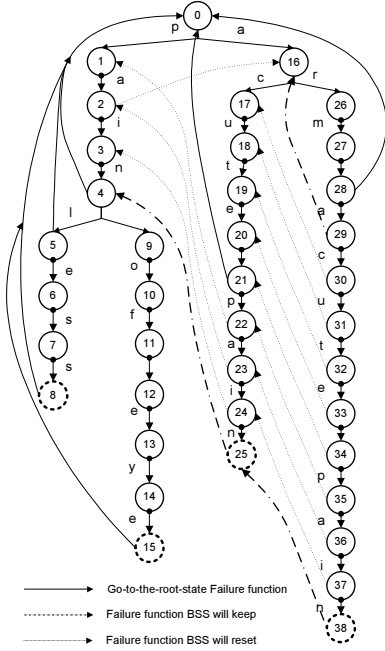 0
p a
1 16
a c r
2 17 26
i u m
3 18 27
n t
4 19 28
l e a
5 9 20 29
e o c
6 10 21 30
s f p u
7 11 22 31
s a t
8 12 23 32
e i e
13 24 33
y n
14 25 34
e p
15 35
a
36
i
37
n
38
Go-to-the-root-state Failure function
Failure function BSS will keep
Failure function BSS will reset